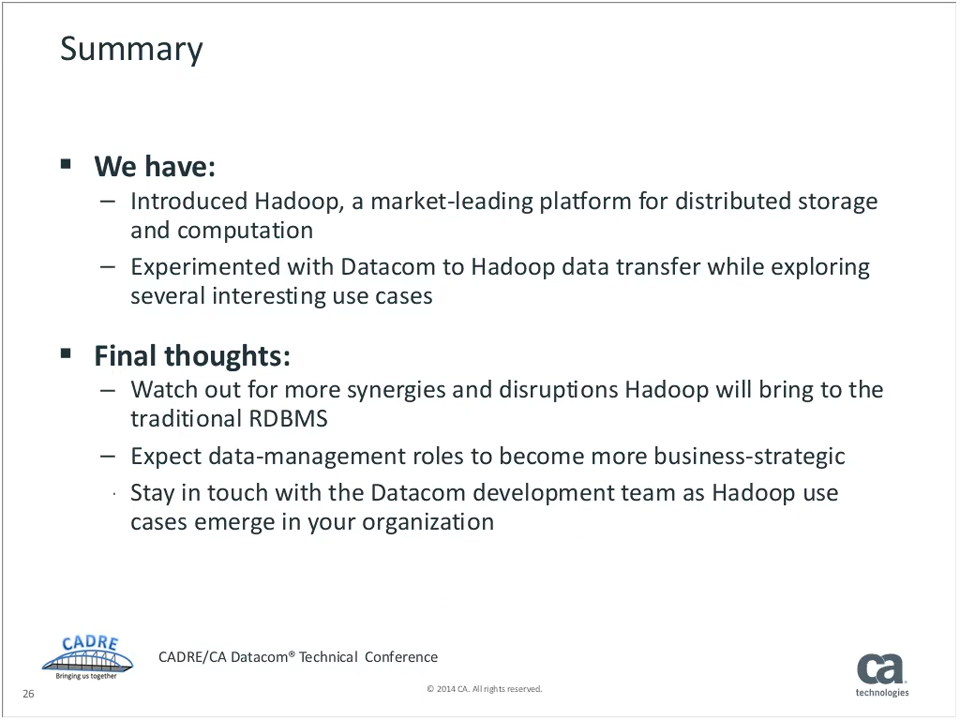 Summary
▪ We have:
– Introduced Hadoop, a market-leading platform for distributed storage
and computation
– Experimented with Datacom to Hadoop data transfer while exploring
several interesting use cases
▪ Final thoughts:
– Watch out for more synergies and disruptions Hadoop will bring to the
traditional RDBMS
– Expect data-management roles to become more business-strategic
· Stay in touch with the Datacom development team as Hadoop use
cases emerge in your organization
CADRE
Bringing us together
CADRE/CA Datacom® Technical Conference
26
© 2014 CA. All rights reserved.
ca
technologies